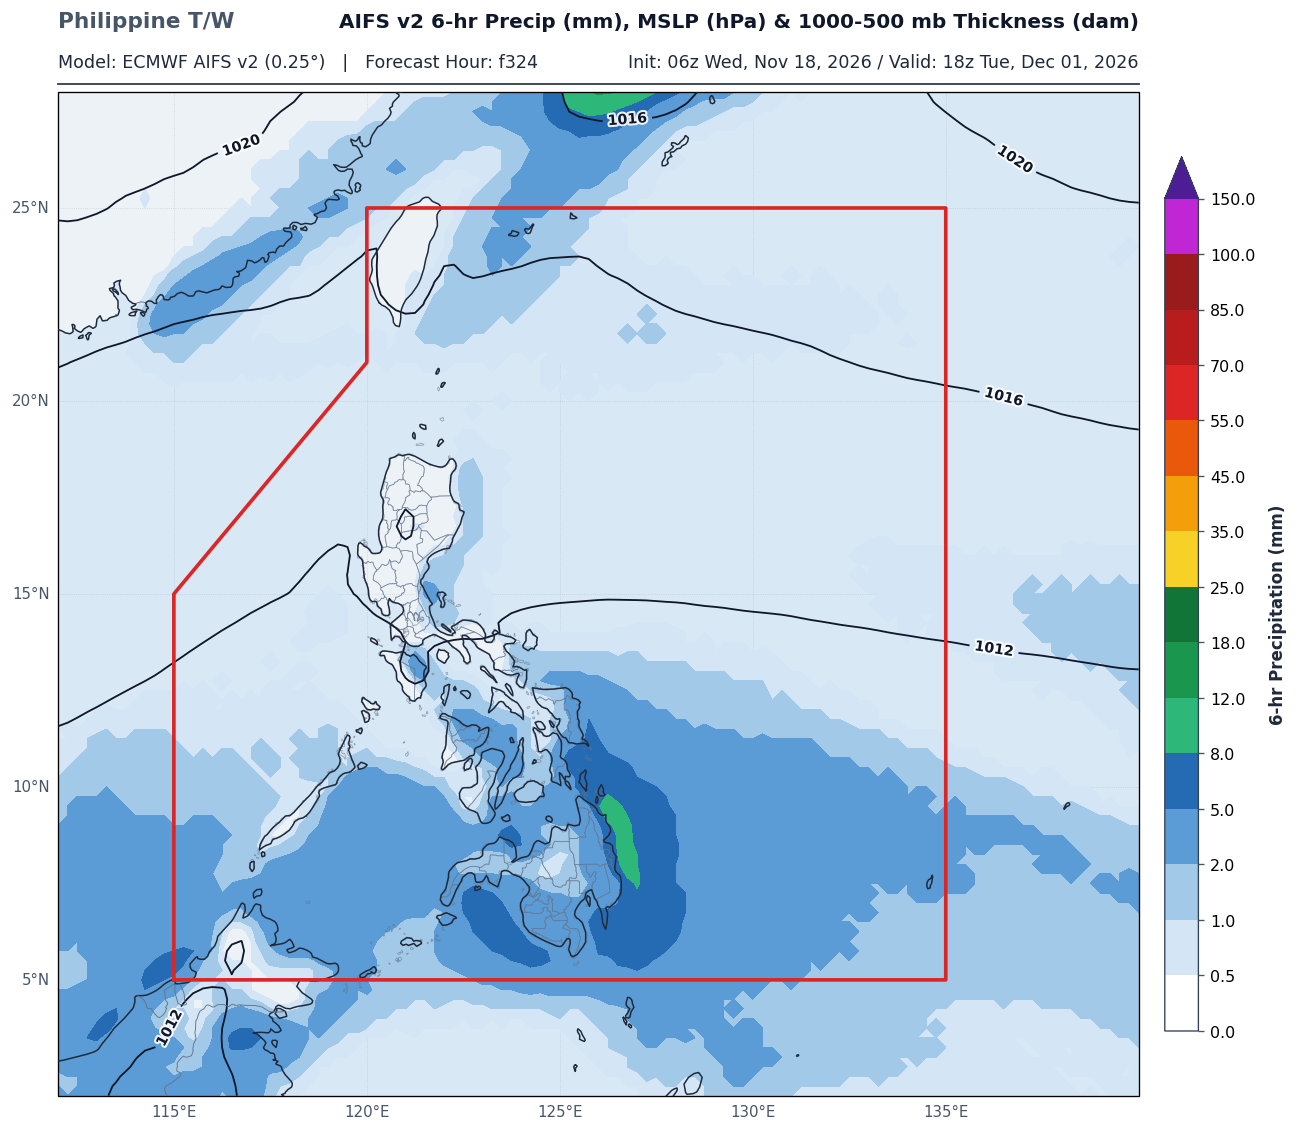 Philippine T/W
AIFS v2 6-hr Precip (mm), MSLP (hPa) & 1000-500 mb Thickness (dam)
Model: ECMWF AIFS v2 (0.25°) | Forecast Hour: f324
Init: 06z Wed, Nov 18, 2026 / Valid: 18z Tue, Dec 01, 2026
1020
1016
1020
1016
1012
1012
25°N
20°N
15°N
10°N
5°N
115°E
120°E
125°E
130°E
135°E
150.0
100.0
85.0
70.0
55.0
45.0
35.0
25.0
18.0
12.0
8.0
5.0
2.0
1.0
0.5
0.0
6-hr Precipitation (mm)